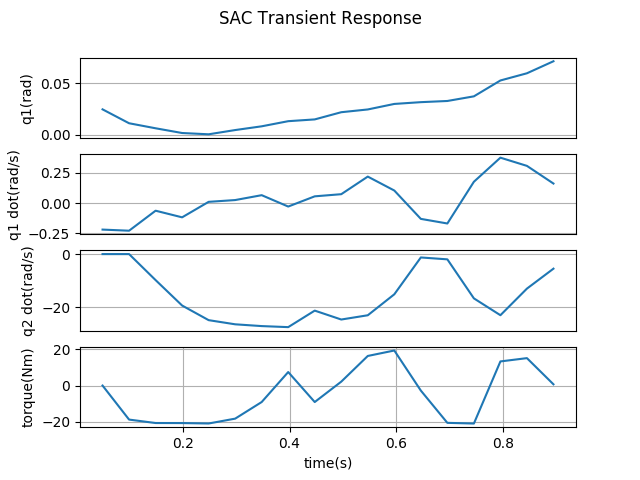 SAC Transient Response
q1(rad)
0.05
0.00
q1 dot(rad/s)
0.25
0.00
−0.25
q2 dot(rad/s)
0
−20
torque(Nm)
20
0
−20
0.2 0.4 0.6 0.8
time(s)